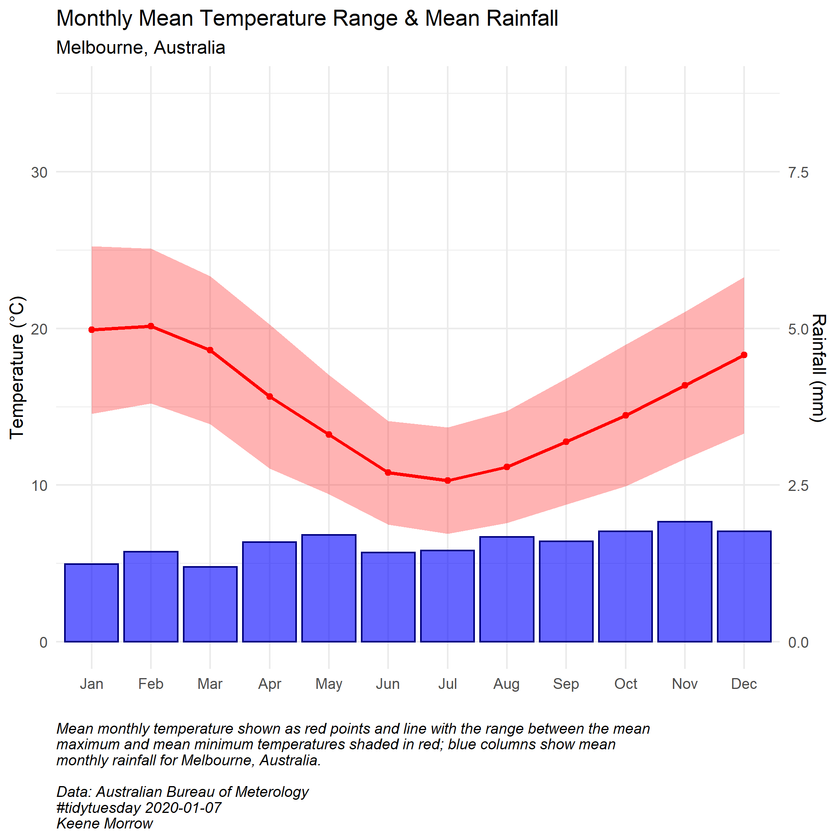 Monthly Mean Temperature Range & Mean Rainfall
Melbourne, Australia
Temperature (°C)
30
20
10
0
7.5
5.0
2.5
0.0
Rainfall (mm)
Jan Feb Mar Apr May Jun Jul Aug Sep Oct Nov Dec
Mean monthly temperature shown as red points and line with the range between the mean
maximum and mean minimum temperatures shaded in red; blue columns show mean
monthly rainfall for Melbourne, Australia.
Data: Australian Bureau of Meterology
#tidytuesday 2020-01-07
Keene Morrow